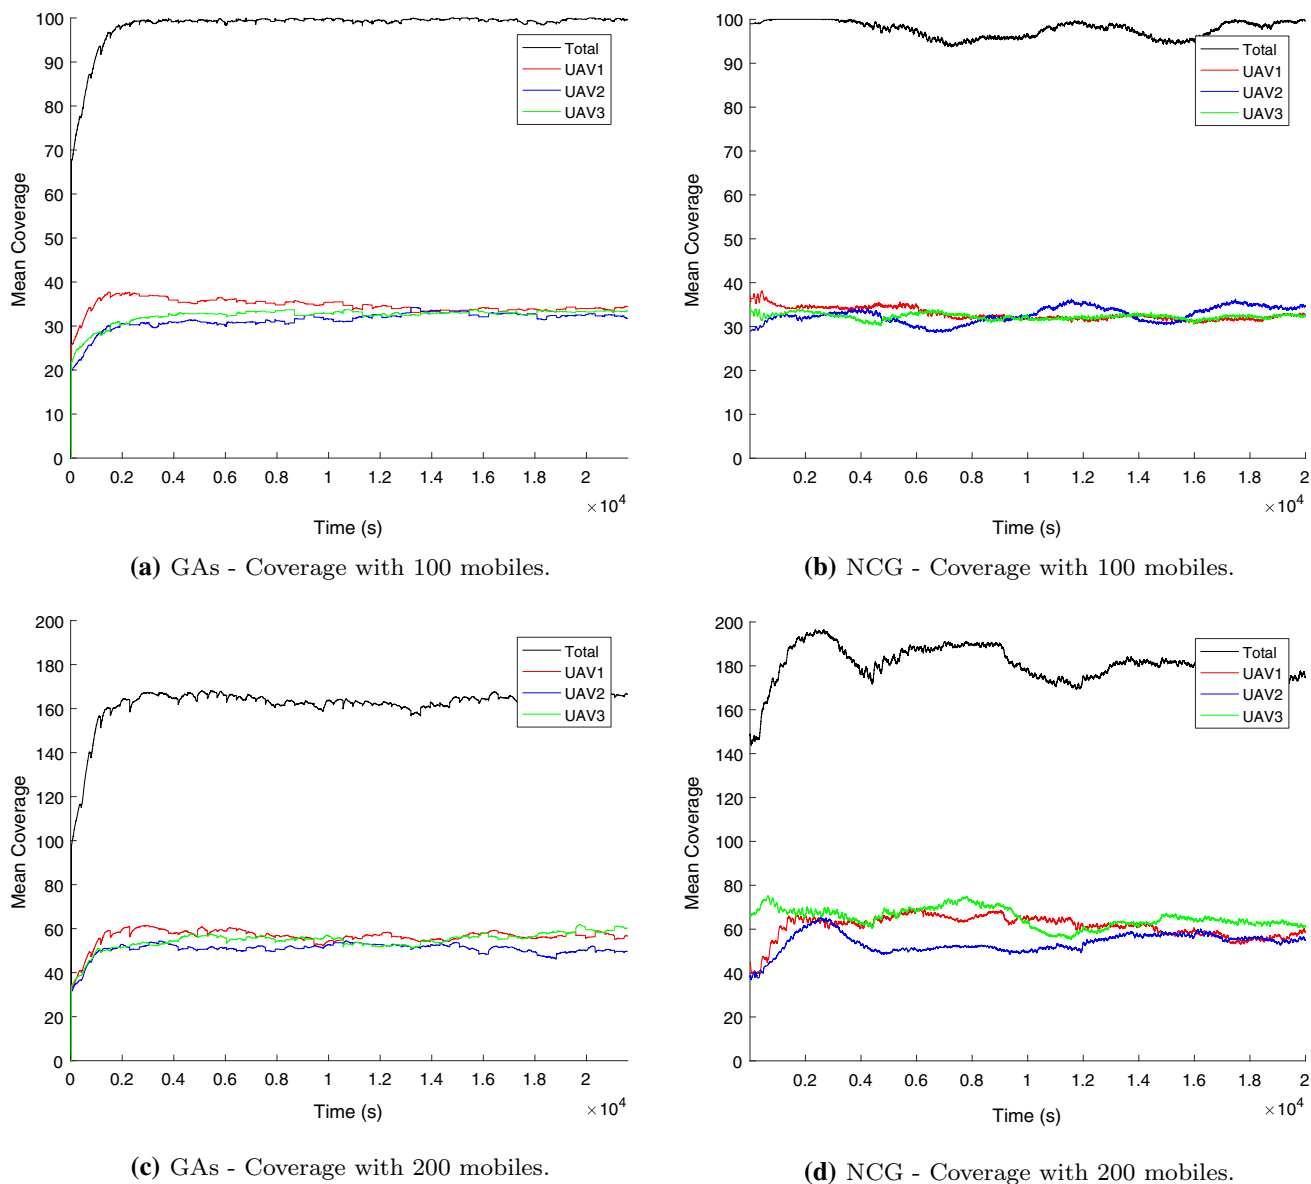 100
90
80
70
60
50
40
30
20
10
0
Mean Coverage
Total
UAV1
UAV2
UAV3
0 0.2 0.4 0.6 0.8 1 1.2 1.4 1.6 1.8 2
×10^4
Time (s)
(a) GAs - Coverage with 100 mobiles.
100
90
80
70
60
50
40
30
20
10
0
Mean Coverage
Total
UAV1
UAV2
UAV3
0.2 0.4 0.6 0.8 1 1.2 1.4 1.6 1.8 2
×10^4
Time (s)
(b) NCG - Coverage with 100 mobiles.
200
180
160
140
120
100
80
60
40
20
0
Mean Coverage
Total
UAV1
UAV2
UAV3
0 0.2 0.4 0.6 0.8 1 1.2 1.4 1.6 1.8 2
×10^4
Time (s)
(c) GAs - Coverage with 200 mobiles.
200
180
160
140
120
100
80
60
40
20
0
Mean Coverage
Total
UAV1
UAV2
UAV3
0.2 0.4 0.6 0.8 1 1.2 1.4 1.6 1.8 2
×10^4
Time (s)
(d) NCG - Coverage with 200 mobiles.